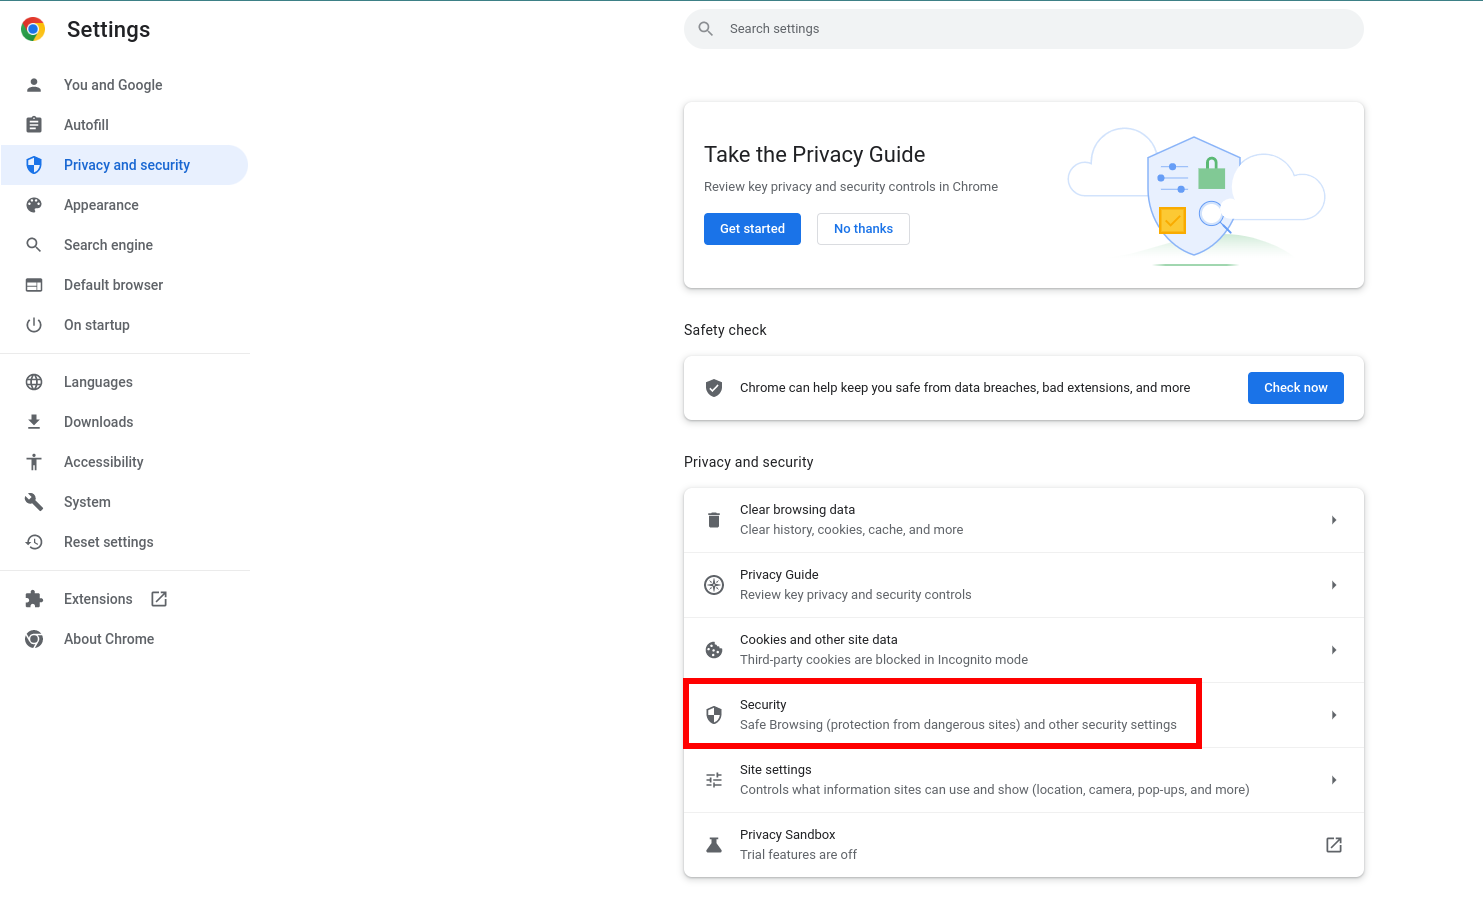 Settings
Search settings
You and Google
Autofill
Privacy and security
Appearance
Search engine
Default browser
On startup
Languages
Downloads
Accessibility
System
Reset settings
Extensions
About Chrome
Take the Privacy Guide
Review key privacy and security controls in Chrome
Get started
No thanks
Safety check
Chrome can help keep you safe from data breaches, bad extensions, and more
Check now
Privacy and security
Clear browsing data
Clear history, cookies, cache, and more
Privacy Guide
Review key privacy and security controls
Cookies and other site data
Third-party cookies are blocked in Incognito mode
Security
Safe Browsing (protection from dangerous sites) and other security settings
Site settings
Controls what information sites can use and show (location, camera, pop-ups, and more)
Privacy Sandbox
Trial features are off